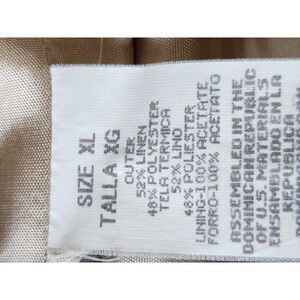 SIZE XL
TALLA XG
OUTER
52% LINEN
48% POLYESTER
TELA TERMICA
52% LINO
48% POLIESTER
LINING-100% ACETATE
FORRO-100% ACETATO
ASSEMBLED IN THE
DOMINICAN REPUBLIC
OF U.S. MATERIALS
ENSAMBLADO EN LA
REPUBLICA